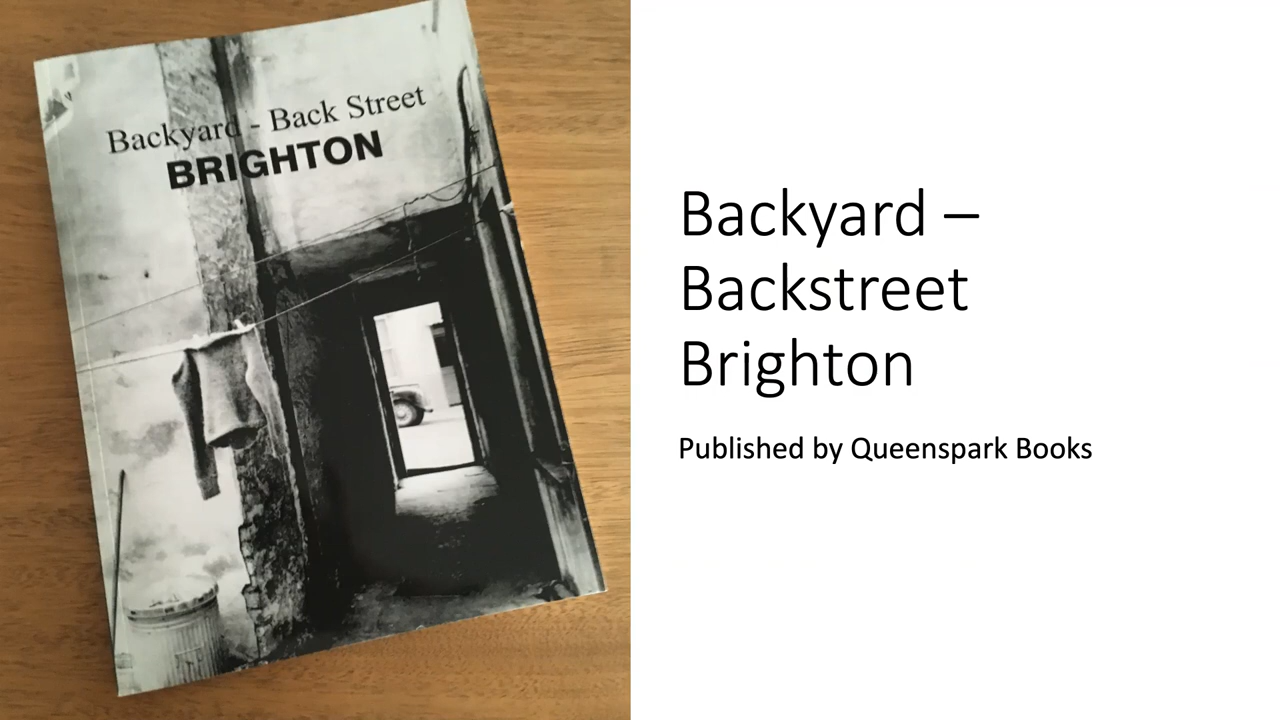 Backyard - Back Street
BRIGHTON
Backyard –
Backstreet
Brighton
Published by Queenspark Books